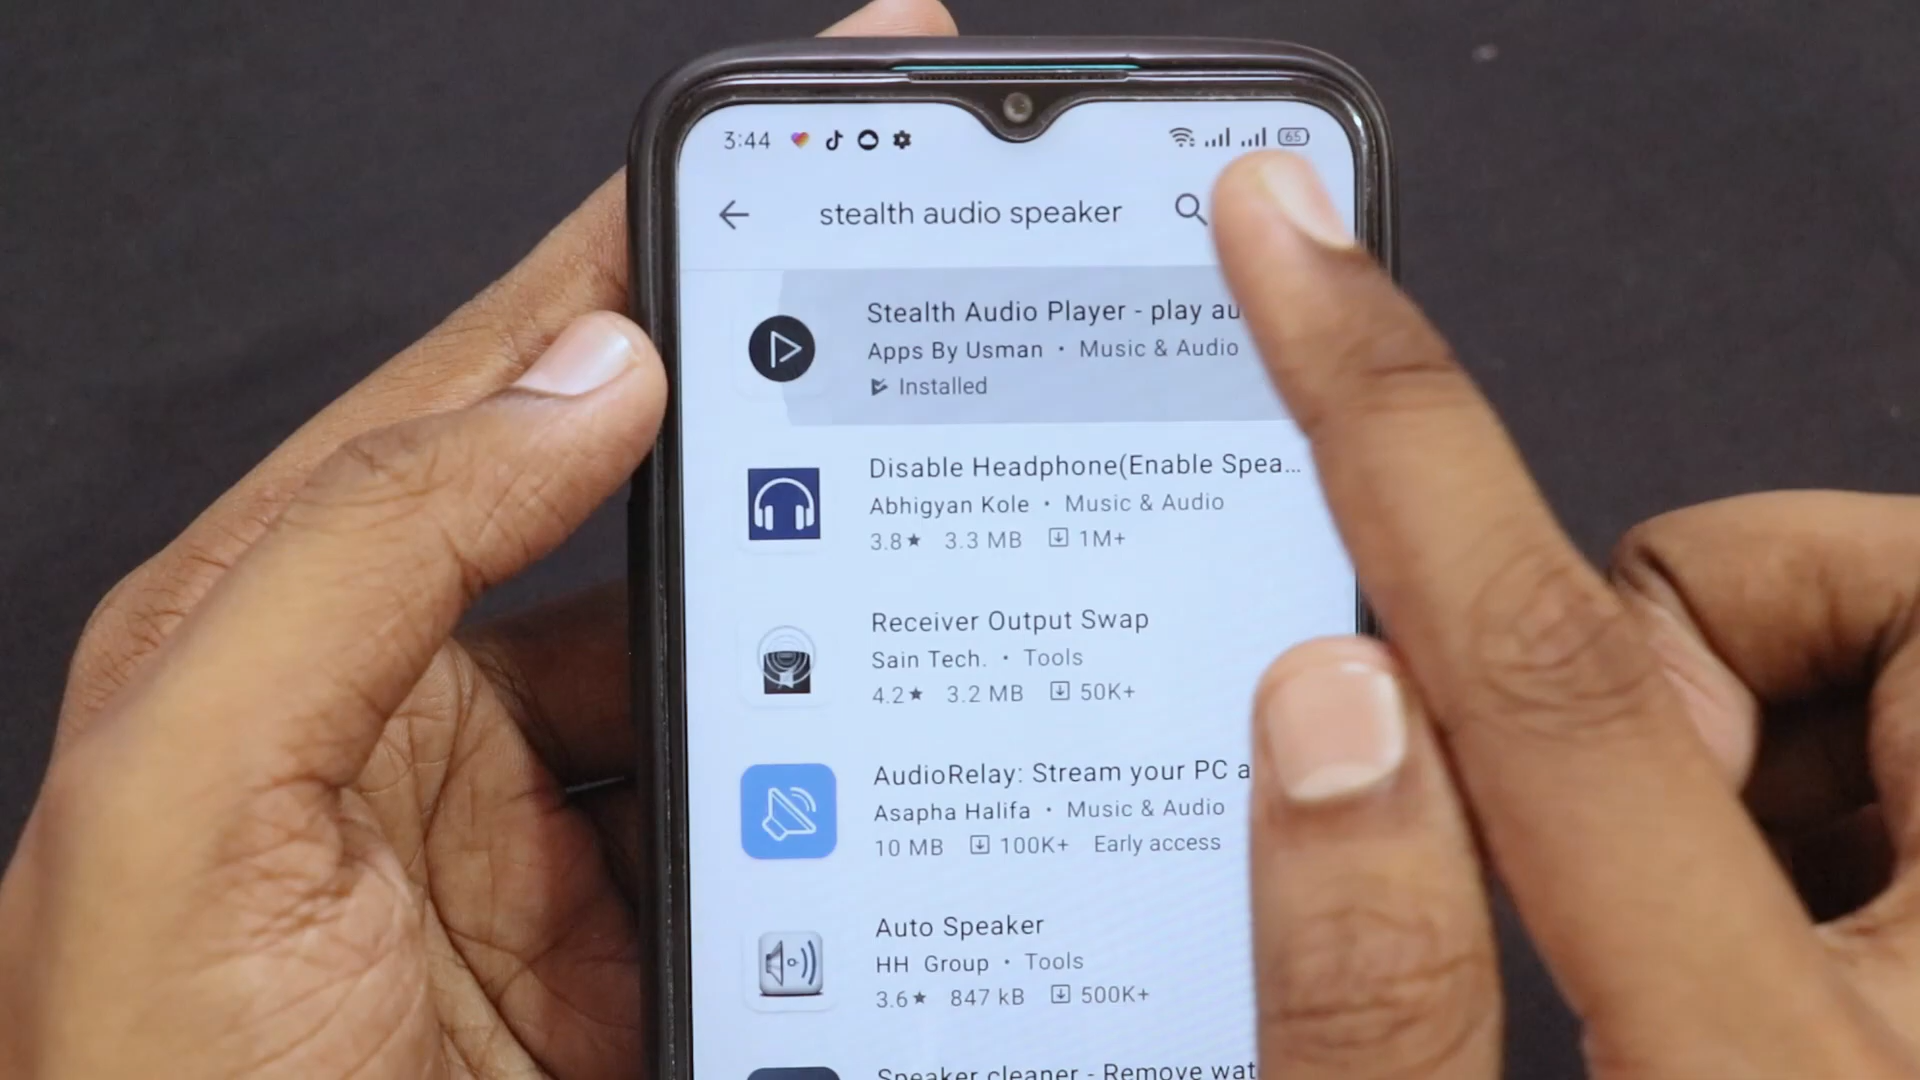 3:44 65
stealth audio speaker
Stealth Audio Player - play au
Apps By Usman • Music & Audio
Installed
Disable Headphone(Enable Spea...
Abhigyan Kole • Music & Audio
3.8★ 3.3 MB 1M+
Receiver Output Swap
Sain Tech. • Tools
4.2★ 3.2 MB 50K+
AudioRelay: Stream your PC a
Asapha Halifa • Music & Audio
10 MB 100K+ Early access
Auto Speaker
HH Group • Tools
3.6★ 847 kB 500K+
Speaker cleaner - Remove wat